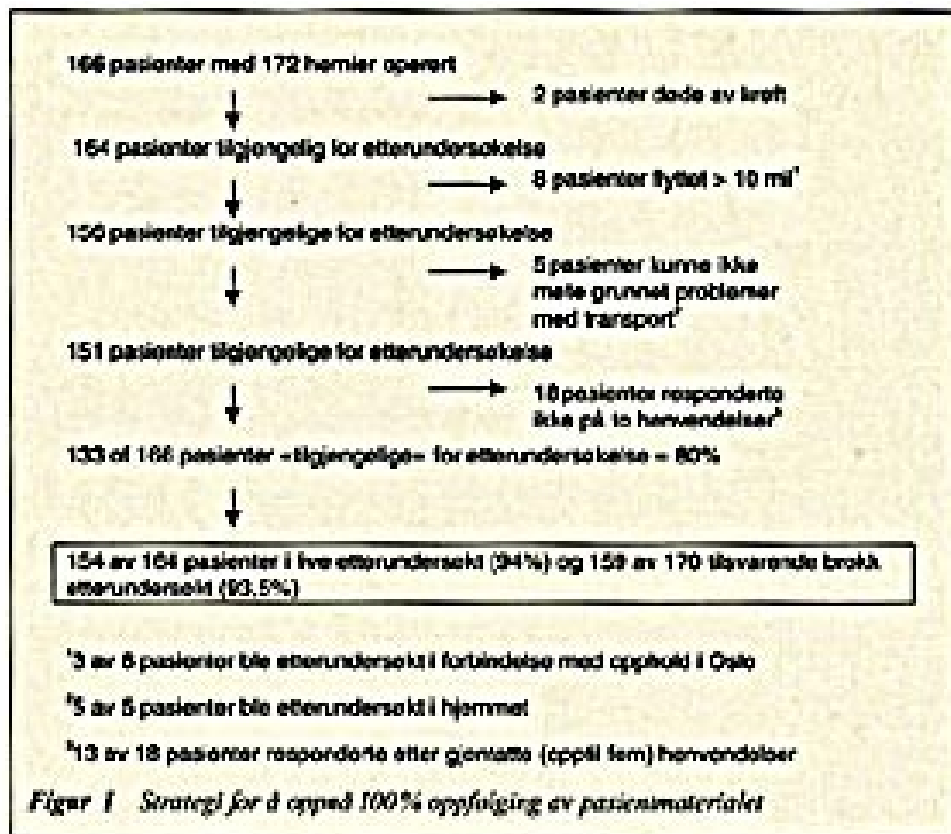 166 pasienter med 172 hernier operert
2 pasienter døde av kreft
164 pasienter tilgjengelig for etterundersøkelse
8 pasienter flyttet > 10 mil¹
156 pasienter tilgjengelige for etterundersøkelse
5 pasienter kunne ikke
møte grunnet problemer
med transport²
151 pasienter tilgjengelige for etterundersøkelse
18 pasienter responderte
ikke på to henvendelser³
133 of 166 pasienter «tilgjengelige» for etterundersøkelse = 80%
154 av 164 pasienter i live etterundersøkt (94%) og 159 av 170 tilsvarende brokk
etterundersøkt (93,5%)
¹3 av 8 pasienter ble etterundersøkt i forbindelse med opphold i Oslo
²5 av 5 pasienter ble etterundersøkt i hjemmet
³13 av 18 pasienter responderte etter gjentatte (opptil fem) henvendelser
Figur 1 Strategi for å oppnå 100% oppfølging av pasientmaterialet